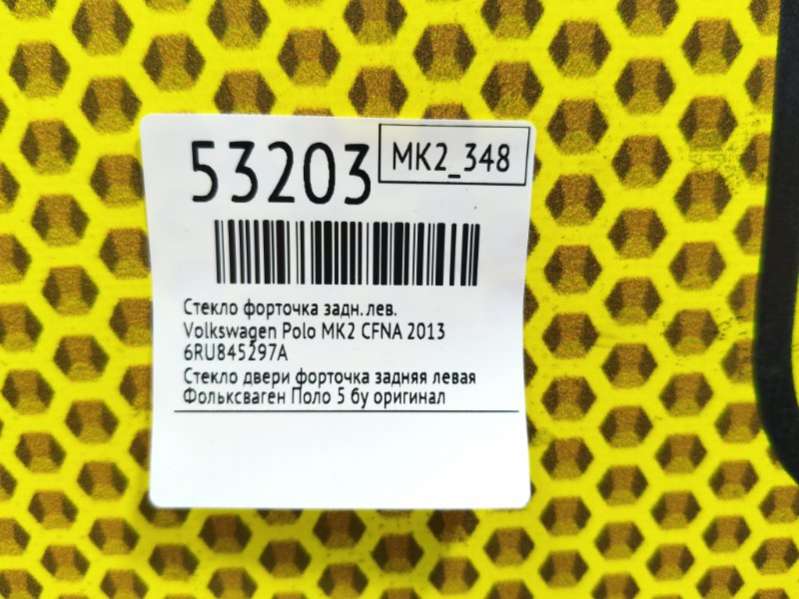 53203
MK2_348
Стекло форточка задн. лев.
Volkswagen Polo MK2 CFNA 2013
6RU845297A
Стекло двери форточка задняя левая
Фольксваген Поло 5 бу оригинал